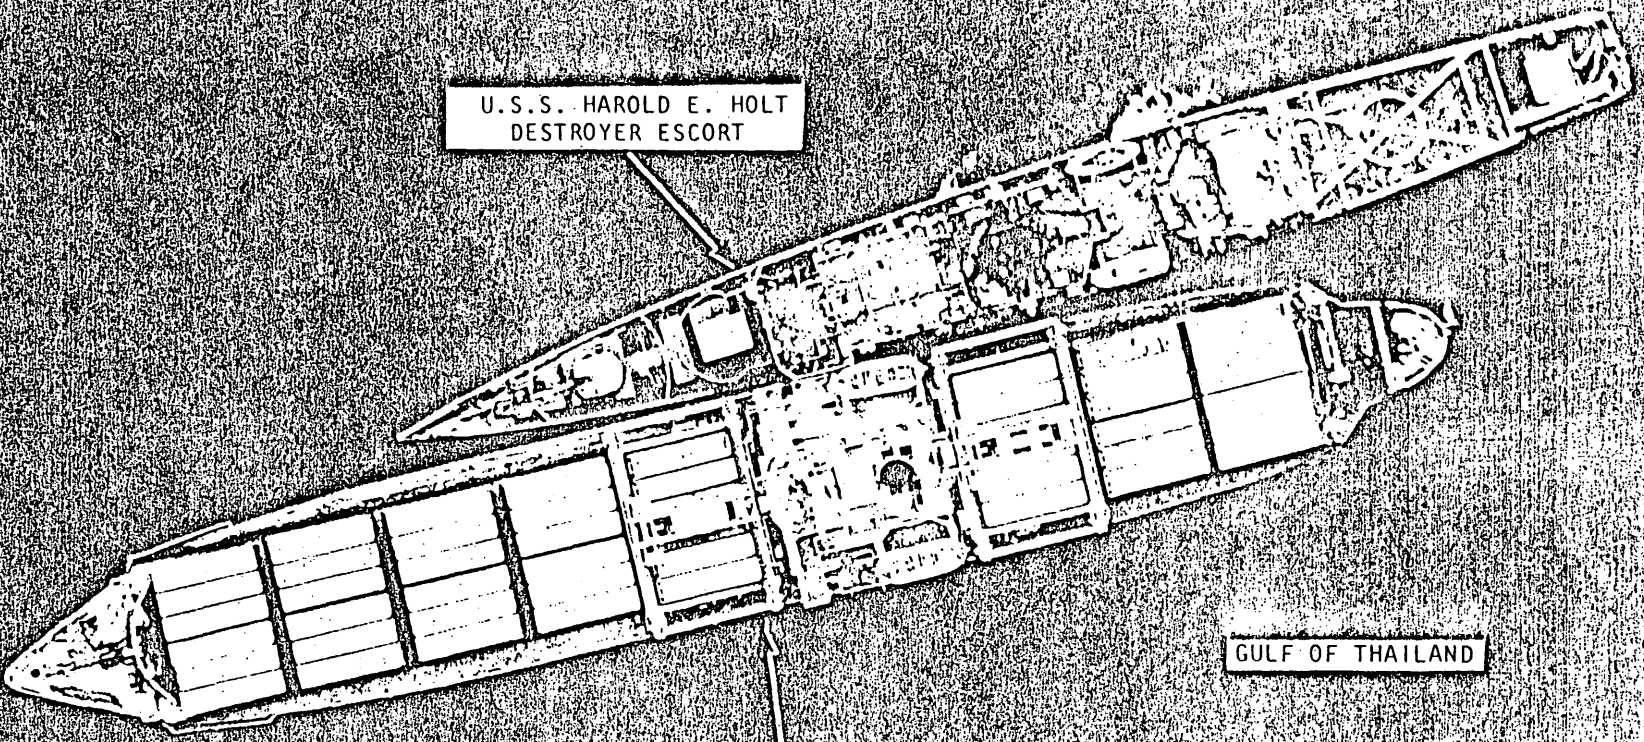 U.S.S. HAROLD E. HOLT
DESTROYER ESCORT
GULF OF THAILAND